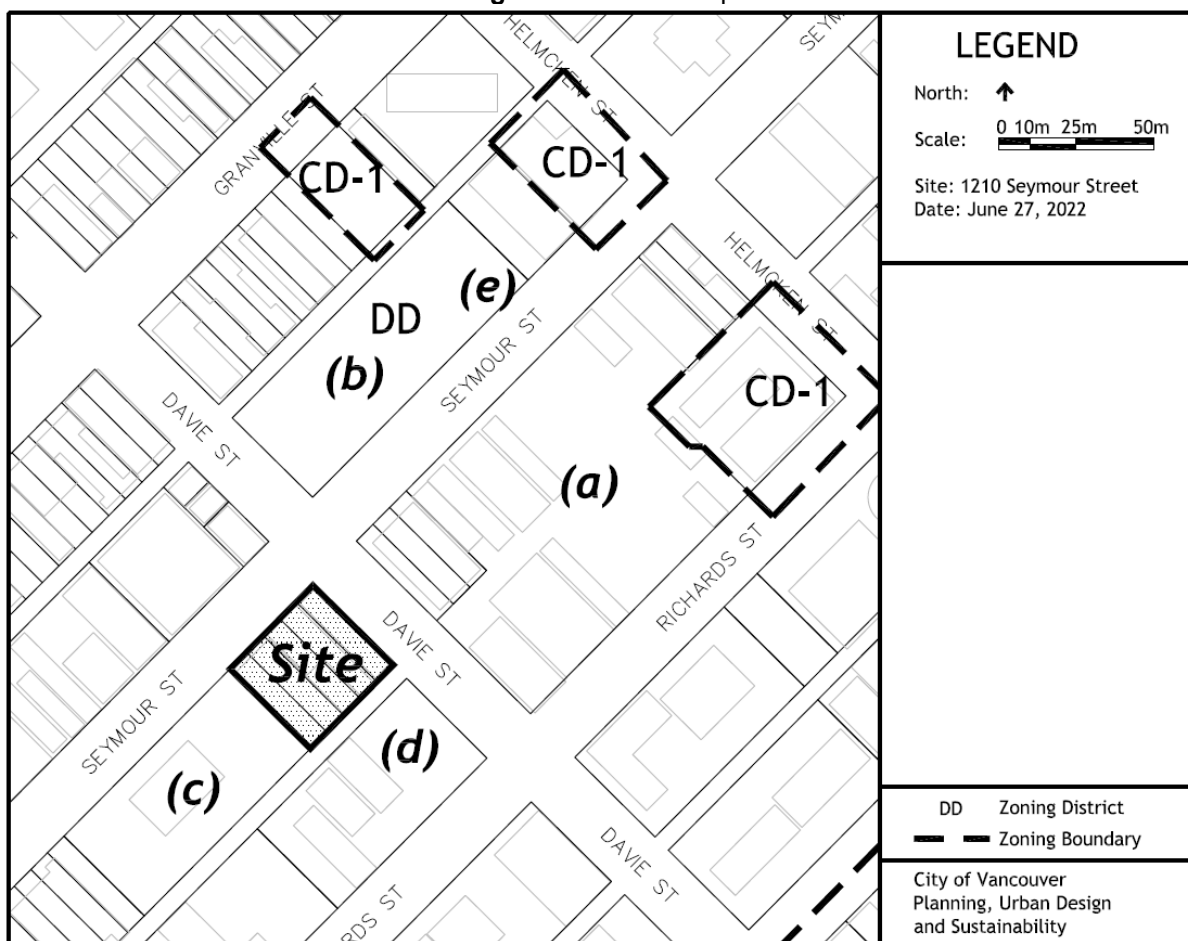 HELMCKEN ST
GRANVILLE ST
CD-1
CD-1
(e)
DD
(b)
SEYMOUR ST
HELMCKEN ST
CD-1
DAVIE ST
(a)
RICHARDS ST
Site
DAVIE ST
SEYMOUR ST
(d)
(c)
DAVIE ST
RDS ST
LEGEND
North:
Scale: 0 10m 25m 50m
Site: 1210 Seymour Street
Date: June 27, 2022
DD Zoning District
Zoning Boundary
City of Vancouver
Planning, Urban Design
and Sustainability